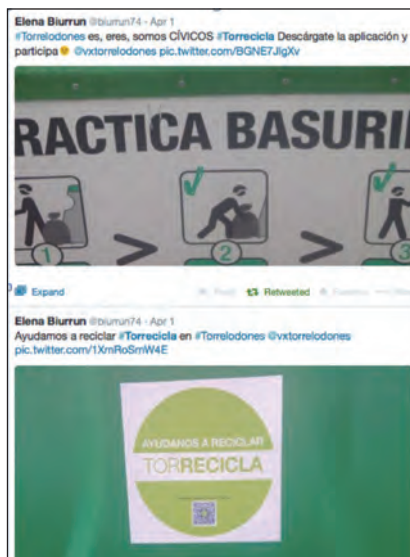 Elena Biurrun @biurrun74 · Apr 1
#Torrelodones es, eres, somos CÍVICOS #Torrecicla Descárgate la aplicación y
participa @vxtorrelodones pic.twitter.com/BGNE7JIgXv
RACTICA BASURI
1 > 2 > 3
Expand
Retweeted
Elena Biurrun @biurrun74 · Apr 1
Ayudamos a reciclar #Torrecicla en #Torrelodones @vxtorrelodones
pic.twitter.com/1XmRoSmW4E
AYUDANOS A RECICLAR
TORRECICLA